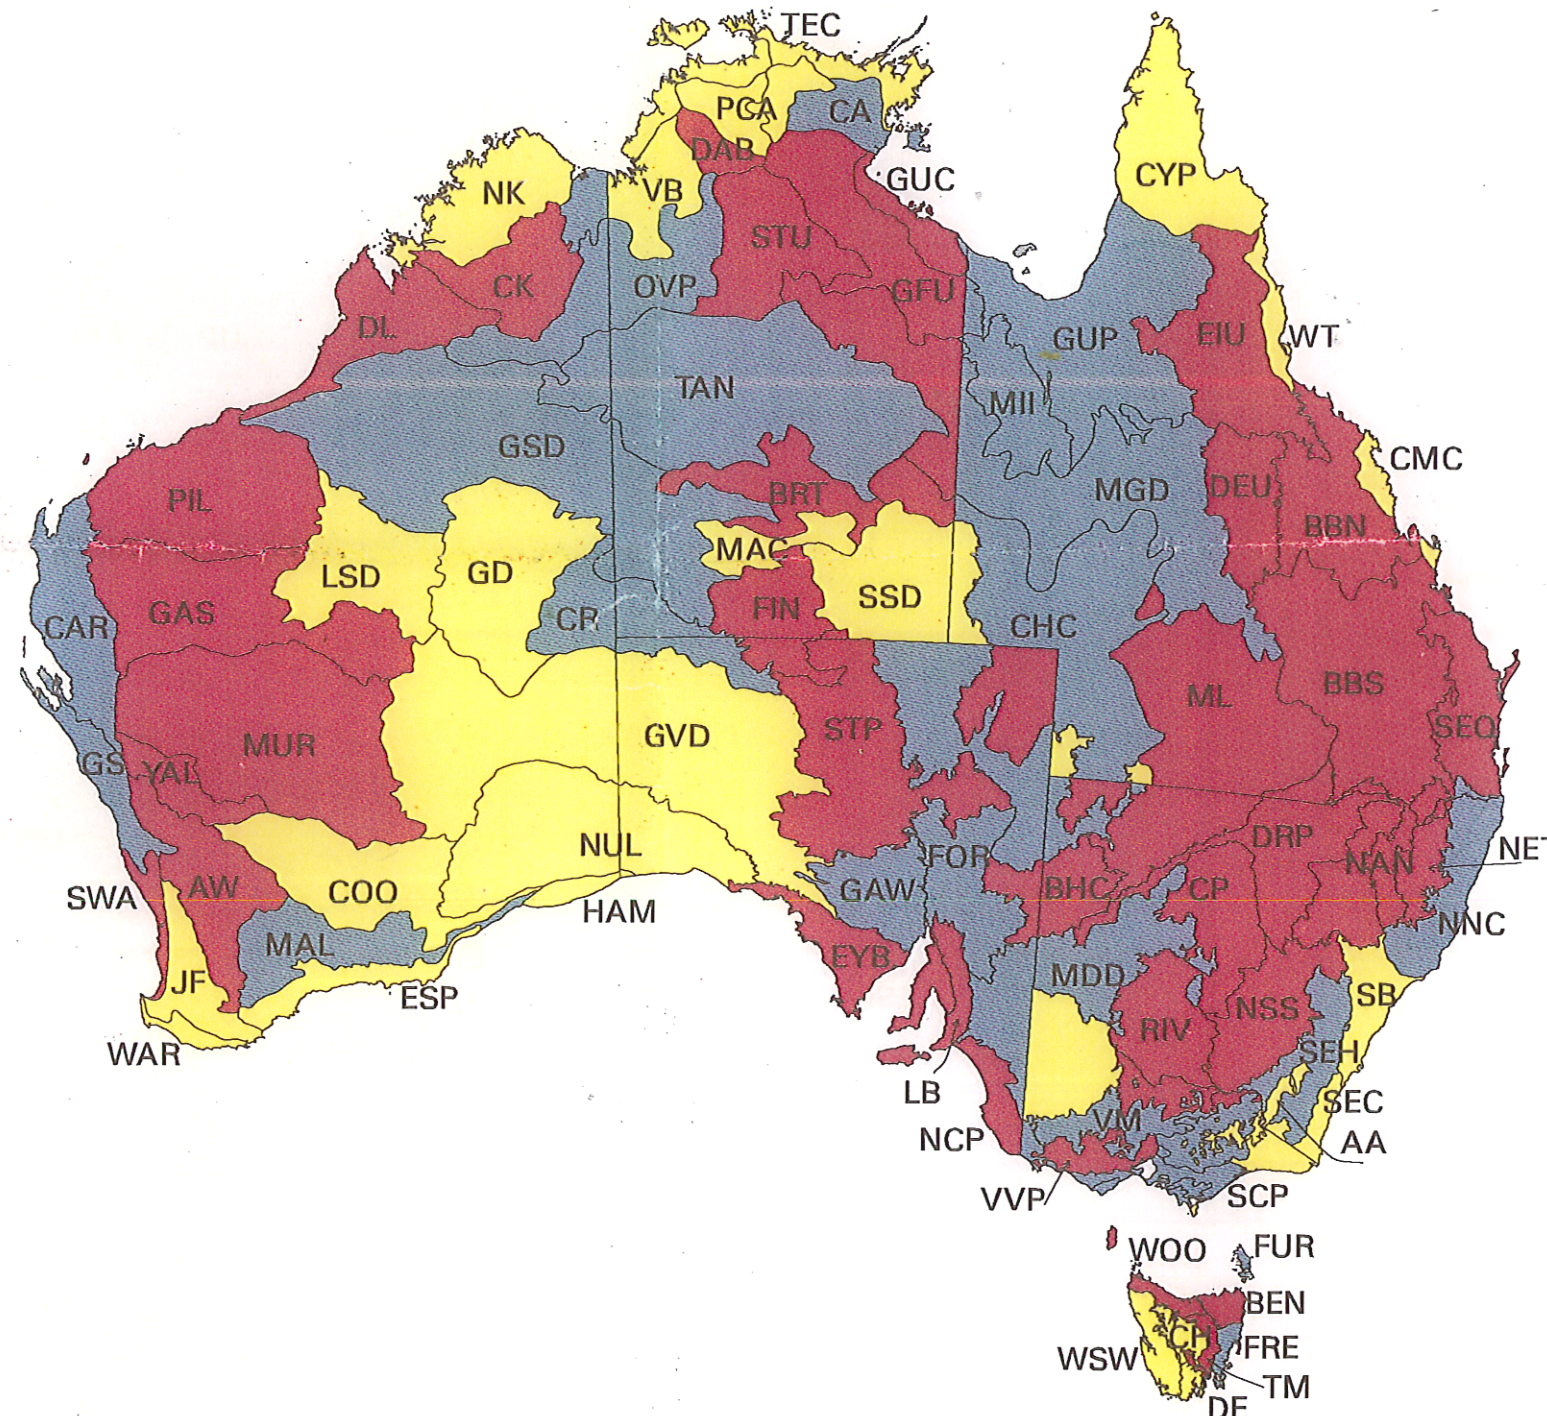 TEC
PCA
CA
DAB
GUC
CYP
NK
VB
STU
CK
OVP
GFU
DL
GUP
EIU
WT
TAN
MII
GSD
CMC
PIL
BRT
MGD
DEU
BBN
MAC
LSD
GD
SSD
CR
FIN
GAS
CAR
CHC
BBS
ML
GVD
STP
SEQ
MUR
GS
YAL
NUL
DRP
FOR
NAN
NET
SWA
AW
COO
GAW
BHC
CP
HAM
NNC
MAL
EYB
MDD
JF
ESP
SB
NSS
RIV
WAR
SEH
LB
SEC
VM
NCP
AA
VVP
SCP
WOO
FUR
BEN
CH
FRE
WSW
TM
DE